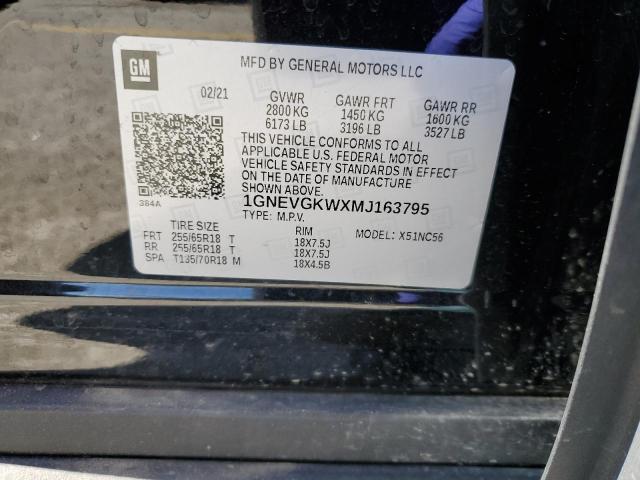 GM
MFD BY GENERAL MOTORS LLC
02/21 GVWR GAWR FRT GAWR RR
2800 KG 1450 KG 1600 KG
6173 LB 3196 LB 3527 LB
THIS VEHICLE CONFORMS TO ALL
APPLICABLE U.S. FEDERAL MOTOR
VEHICLE SAFETY STANDARDS IN EFFECT
ON THE DATE OF MANUFACTURE
SHOWN ABOVE.
384A
1GNEVGKWXMJ163795
TYPE: M.P.V. MODEL: X51NC56
TIRE SIZE RIM
FRT 255/65R18 T 18X7.5J
RR 255/65R18 T 18X7.5J
SPA T135/70R18 M 18X4.5B